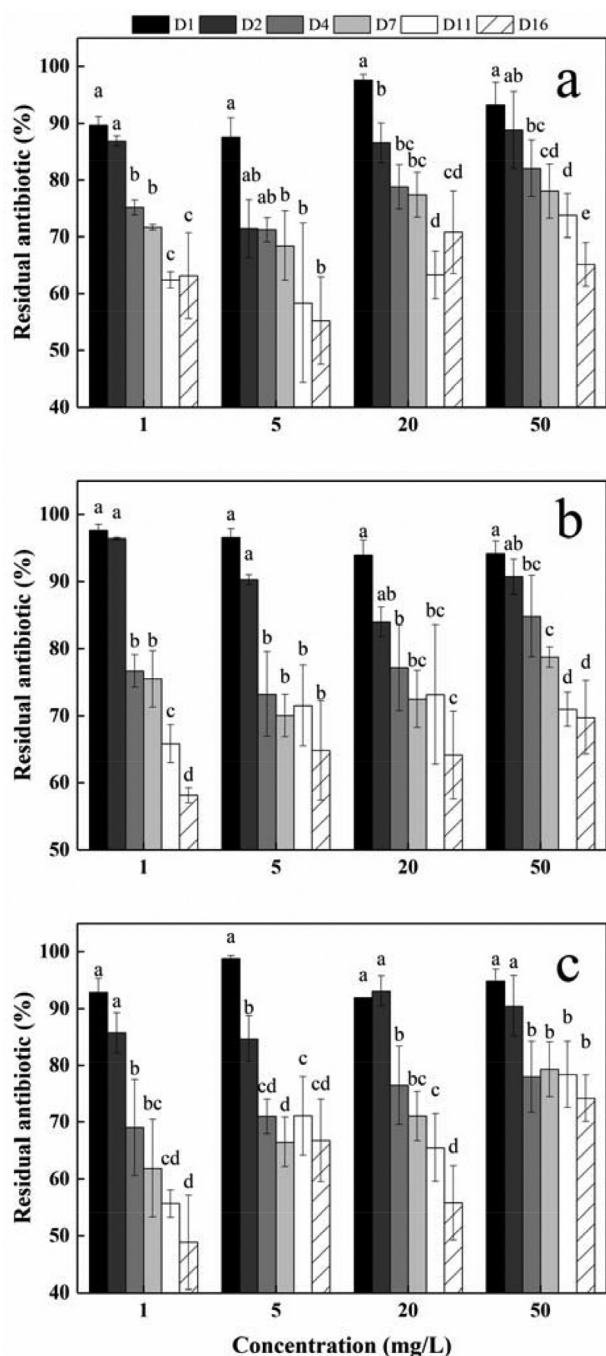 D1 D2 D4 D7 D11 D16
a
Residual antibiotic (%)
100
90
80
70
60
50
40
a a b b c c
a ab ab b b b
a b bc bc d cd
a ab bc cd d e
1 5 20 50
b
Residual antibiotic (%)
100
90
80
70
60
50
a a b b c d
a a b b b b
a ab b bc bc c
a ab bc c d d
1 5 20 50
c
Residual antibiotic (%)
100
90
80
70
60
50
40
a a b bc cd d
a b cd d c cd
a a b bc c d
a a b b b b
1 5 20 50
Concentration (mg/L)